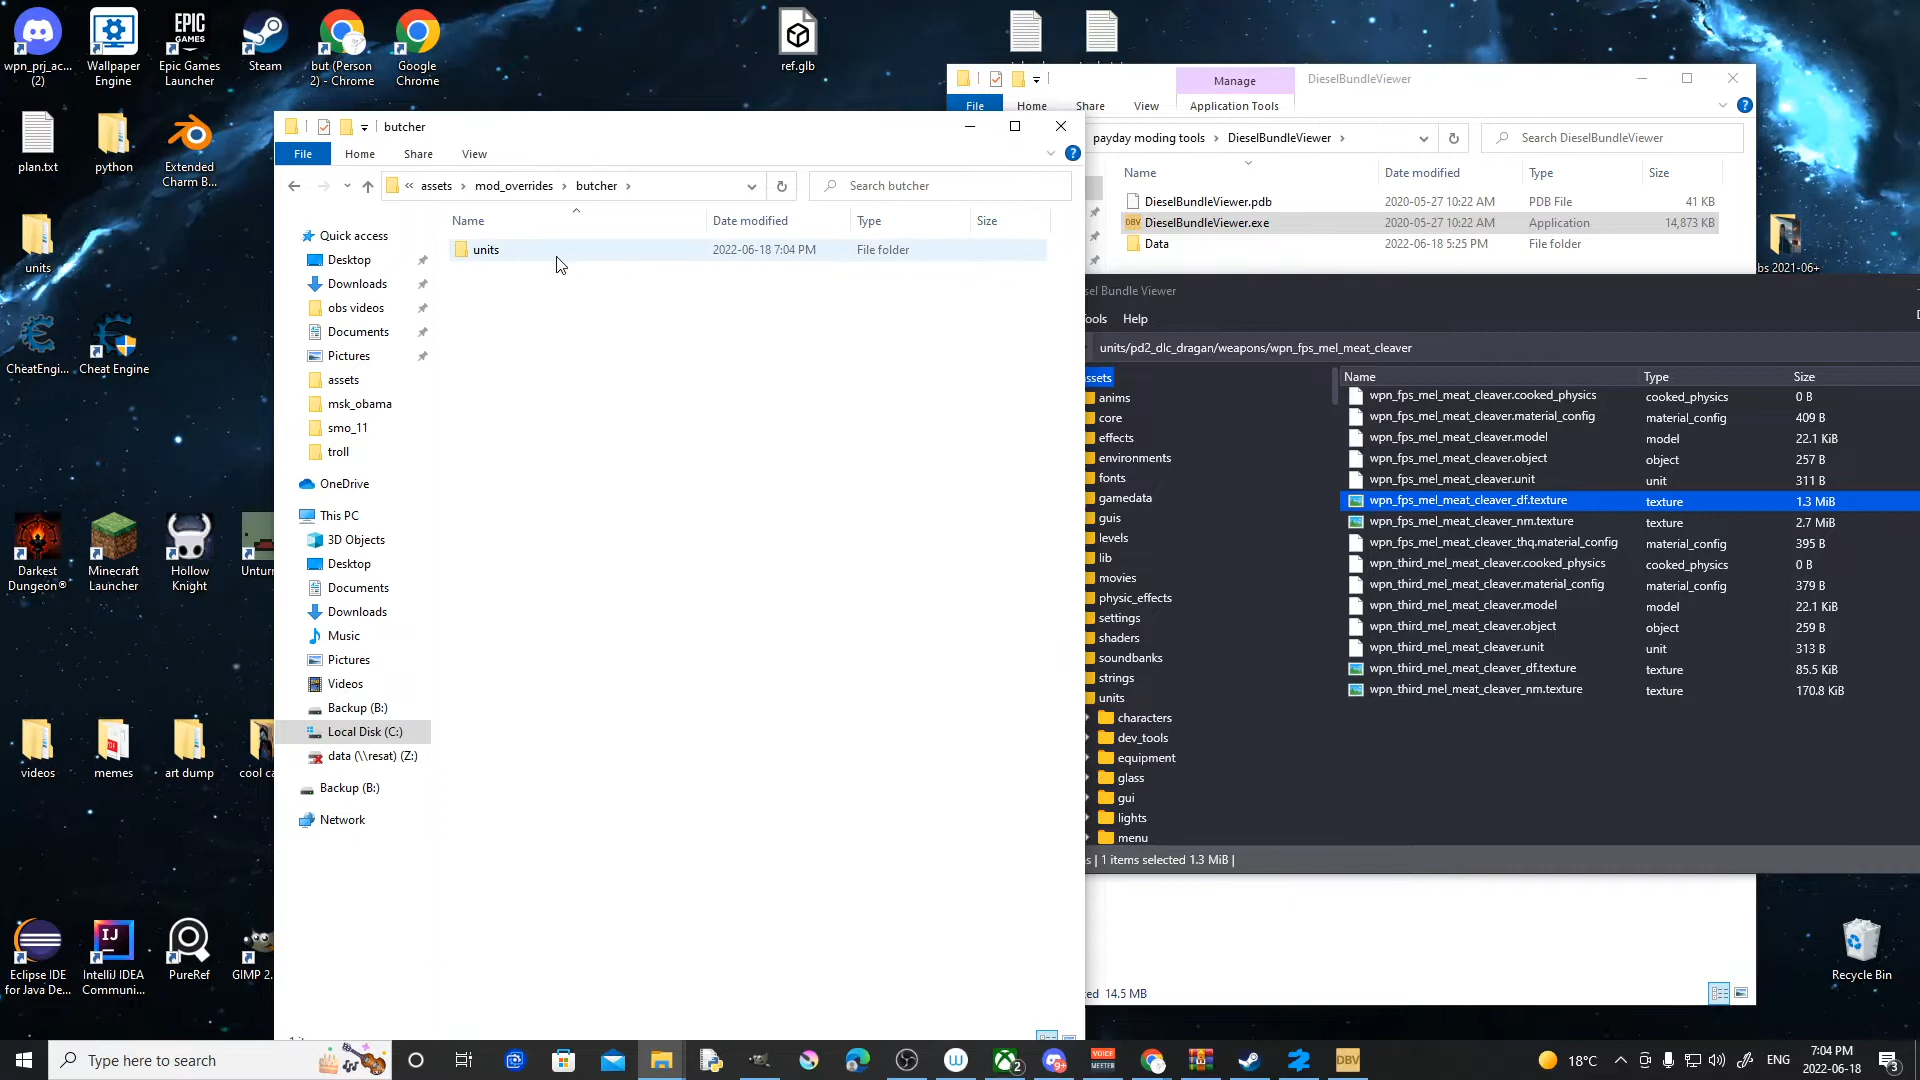 wpn_prj_ac...
(2)
Wallpaper
Engine
EPIC
GAMES
Epic Games
Launcher
Steam
but (Person
2) - Chrome
Google
Chrome
ref.glb
plan.txt
python
Extended
Charm B...
units
CheatEngi...
Cheat Engine
Darkest
Dungeon®
Minecraft
Launcher
Hollow
Knight
Unturn
videos
memes
art dump
cool ca
Eclipse IDE
for Java De...
IntelliJ IDEA
Communi...
PureRef
GIMP 2.
bs 2021-06+
Recycle Bin
butcher
File
Home
Share
View
« assets > mod_overrides > butcher >
Search butcher
Name
Date modified
Type
Size
units
2022-06-18 7:04 PM
File folder
Quick access
Desktop
Downloads
obs videos
Documents
Pictures
assets
msk_obama
smo_11
troll
OneDrive
This PC
3D Objects
Desktop
Documents
Downloads
Music
Pictures
Videos
Backup (B:)
Local Disk (C:)
data (\\resat) (Z:)
Backup (B:)
Network
Manage
DieselBundleViewer
File
Home
Share
View
Application Tools
payday moding tools > DieselBundleViewer >
Search DieselBundleViewer
Name
Date modified
Type
Size
DieselBundleViewer.pdb
2020-05-27 10:22 AM
PDB File
41 KB
DBV
DieselBundleViewer.exe
2020-05-27 10:22 AM
Application
14,873 KB
Data
2022-06-18 5:25 PM
File folder
sel Bundle Viewer
ools
Help
units/pd2_dlc_dragan/weapons/wpn_fps_mel_meat_cleaver
ssets
anims
core
effects
environments
fonts
gamedata
guis
levels
lib
movies
physic_effects
settings
shaders
soundbanks
strings
units
characters
dev_tools
equipment
glass
gui
lights
menu
Name
Type
Size
wpn_fps_mel_meat_cleaver.cooked_physics
cooked_physics
0 B
wpn_fps_mel_meat_cleaver.material_config
material_config
409 B
wpn_fps_mel_meat_cleaver.model
model
22.1 KiB
wpn_fps_mel_meat_cleaver.object
object
257 B
wpn_fps_mel_meat_cleaver.unit
unit
311 B
wpn_fps_mel_meat_cleaver_df.texture
texture
1.3 MiB
wpn_fps_mel_meat_cleaver_nm.texture
texture
2.7 MiB
wpn_fps_mel_meat_cleaver_thq.material_config
material_config
395 B
wpn_third_mel_meat_cleaver.cooked_physics
cooked_physics
0 B
wpn_third_mel_meat_cleaver.material_config
material_config
379 B
wpn_third_mel_meat_cleaver.model
model
22.1 KiB
wpn_third_mel_meat_cleaver.object
object
259 B
wpn_third_mel_meat_cleaver.unit
unit
313 B
wpn_third_mel_meat_cleaver_df.texture
texture
85.5 KiB
wpn_third_mel_meat_cleaver_nm.texture
texture
170.8 KiB
s | 1 items selected 1.3 MiB |
ed 14.5 MB
Type here to search
2
9+
VOICE
MEETER
DBV
18°C
ENG
7:04 PM
2022-06-18
3